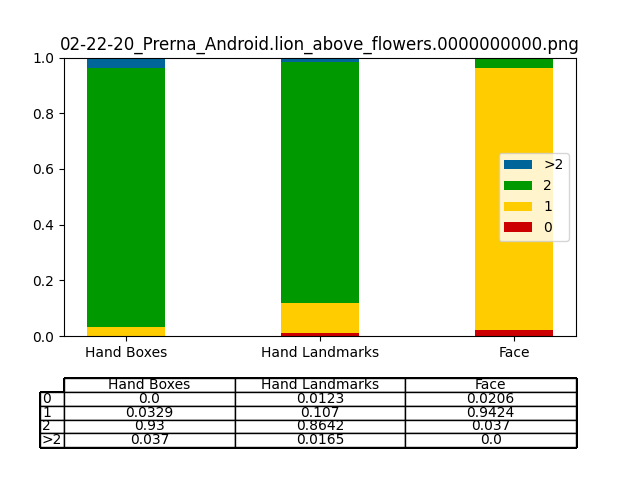 02-22-20_Prerna_Android.lion_above_flowers.0000000000.png
1.0
0.8
0.6
0.4
0.2
0.0
>2
2
1
0
Hand Boxes Hand Landmarks Face
Hand Boxes Hand Landmarks Face
0 0.0 0.0123 0.0206
1 0.0329 0.107 0.9424
2 0.93 0.8642 0.037
>2 0.037 0.0165 0.0